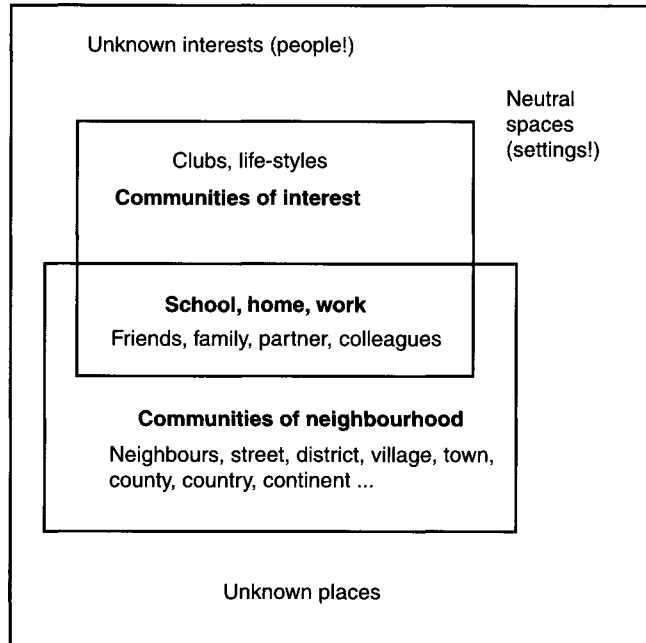 Unknown interests (people!)
Neutral
spaces
(settings!)
Clubs, life-styles
Communities of interest
School, home, work
Friends, family, partner, colleagues
Communities of neighbourhood
Neighbours, street, district, village, town,
county, country, continent ...
Unknown places